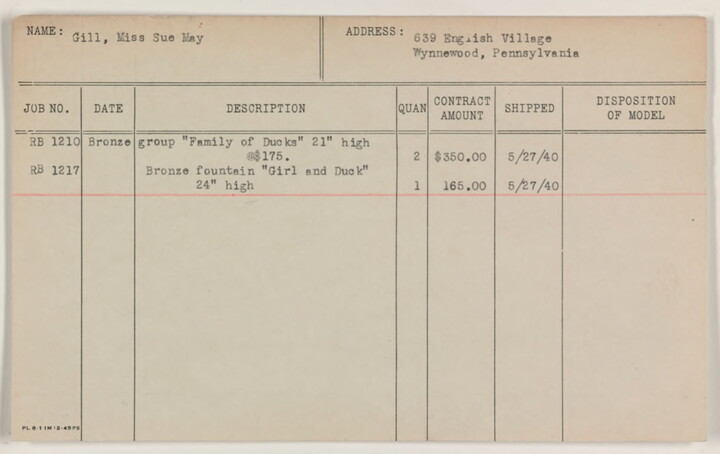 NAME: Gill, Miss Sue May
ADDRESS: 639 English Village
Wynnewood, Pennsylvania
JOB NO. DATE DESCRIPTION QUAN CONTRACT AMOUNT SHIPPED DISPOSITION OF MODEL
RB 1210 Bronze group "Family of Ducks" 21" high
@$175. 2 $350.00 5/27/40
RB 1217 Bronze fountain "Girl and Duck"
24" high 1 165.00 5/27/40